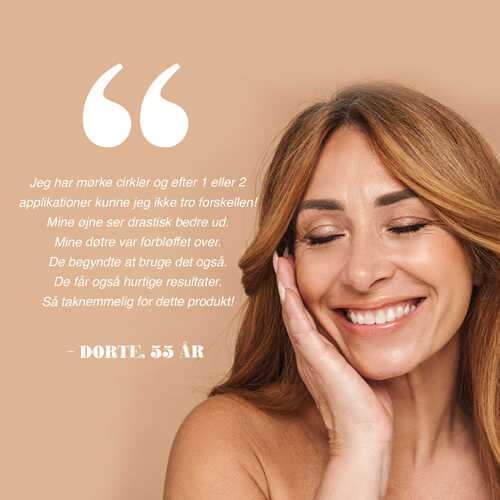 Jeg har mørke cirkler og efter 1 eller 2
applikationer kunne jeg ikke tro forskellen!
Mine øjne ser drastisk bedre ud.
Mine døtre var forbløffet over.
De begyndte at bruge det også.
De får også hurtige resultater.
Så taknemmelig for dette produkt!
– DORTE, 55 ÅR